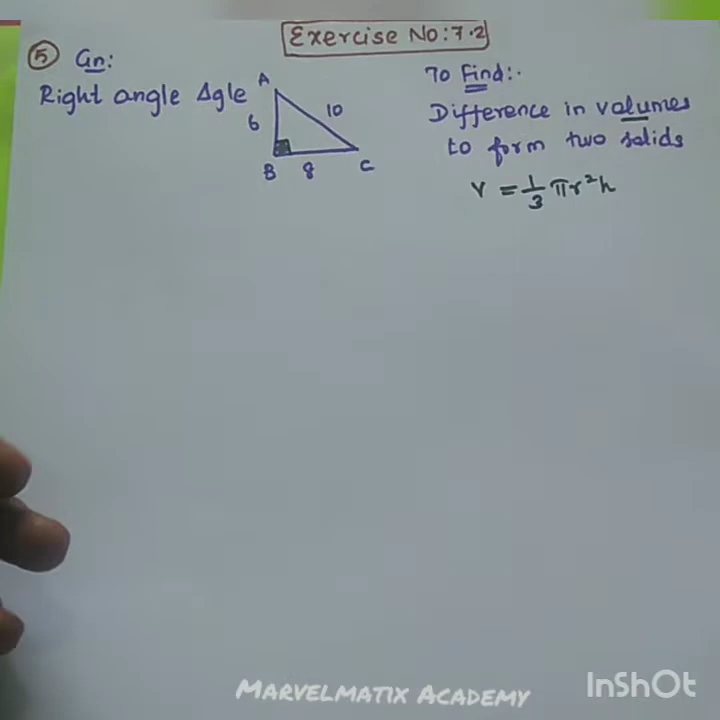 Exercise No: 7.2
⑤ Gn:
Right angle Δgle
A
10
6
B 8 C
To Find:-
Difference in volumes
to form two solids
V = 1/3 πr²h
MARVELMATIX ACADEMY
InShOt